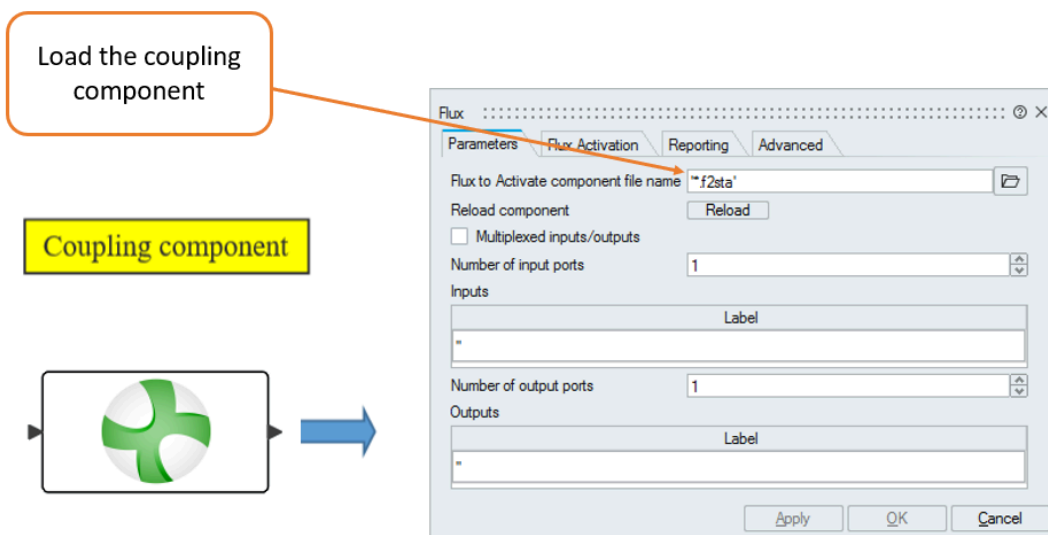 Load the coupling
component
Flux
Parameters
Flux Activation
Reporting
Advanced
Flux to Activate component file name
'*.f2sta'
Reload component
Reload
Multiplexed inputs/outputs
Number of input ports
1
Inputs
Label
''
Number of output ports
1
Outputs
Label
''
Apply
OK
Cancel
Coupling component